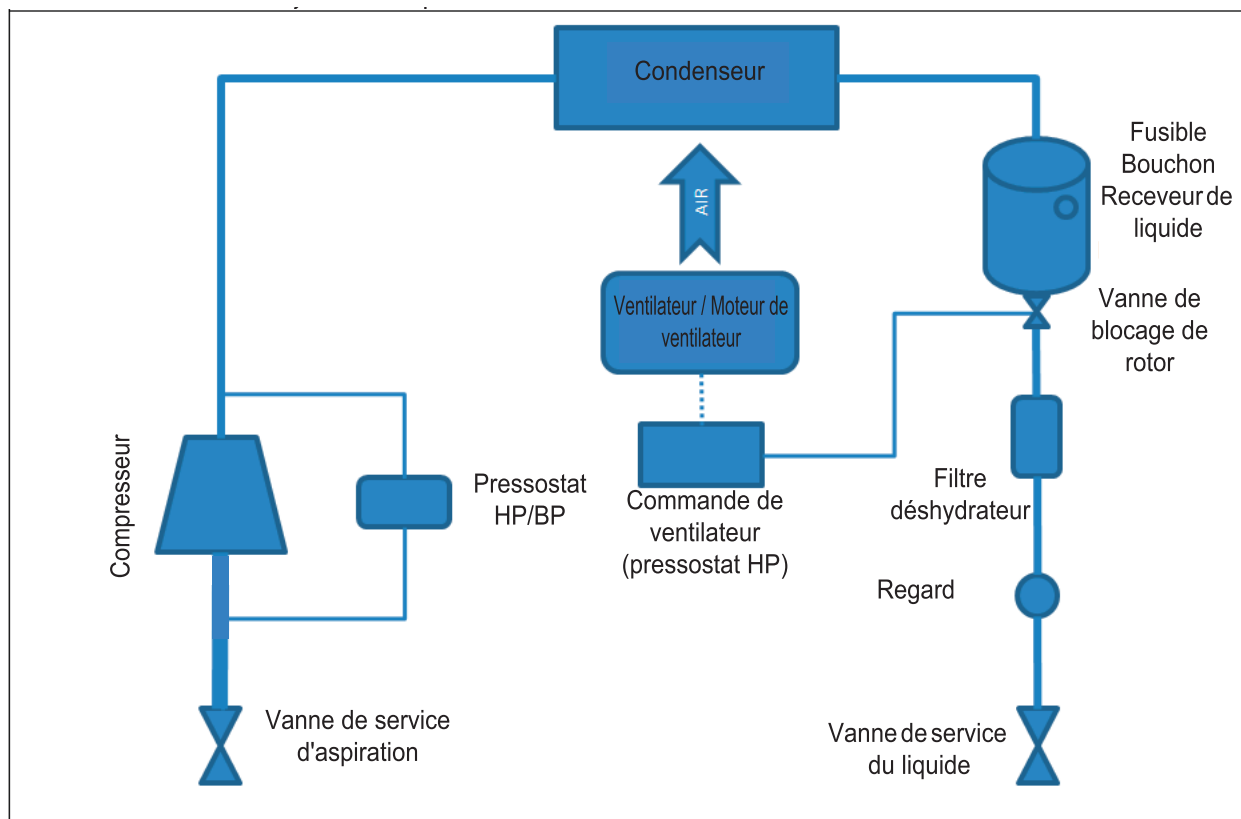 Condenseur
Fusible
Bouchon
Receveur de
liquide
AIR
Ventilateur / Moteur de
ventilateur
Vanne de
blocage de
rotor
Compresseur
Pressostat
HP/BP
Commande de
ventilateur
(pressostat HP)
Filtre
déshydrateur
Regard
Vanne de service
d'aspiration
Vanne de service
du liquide